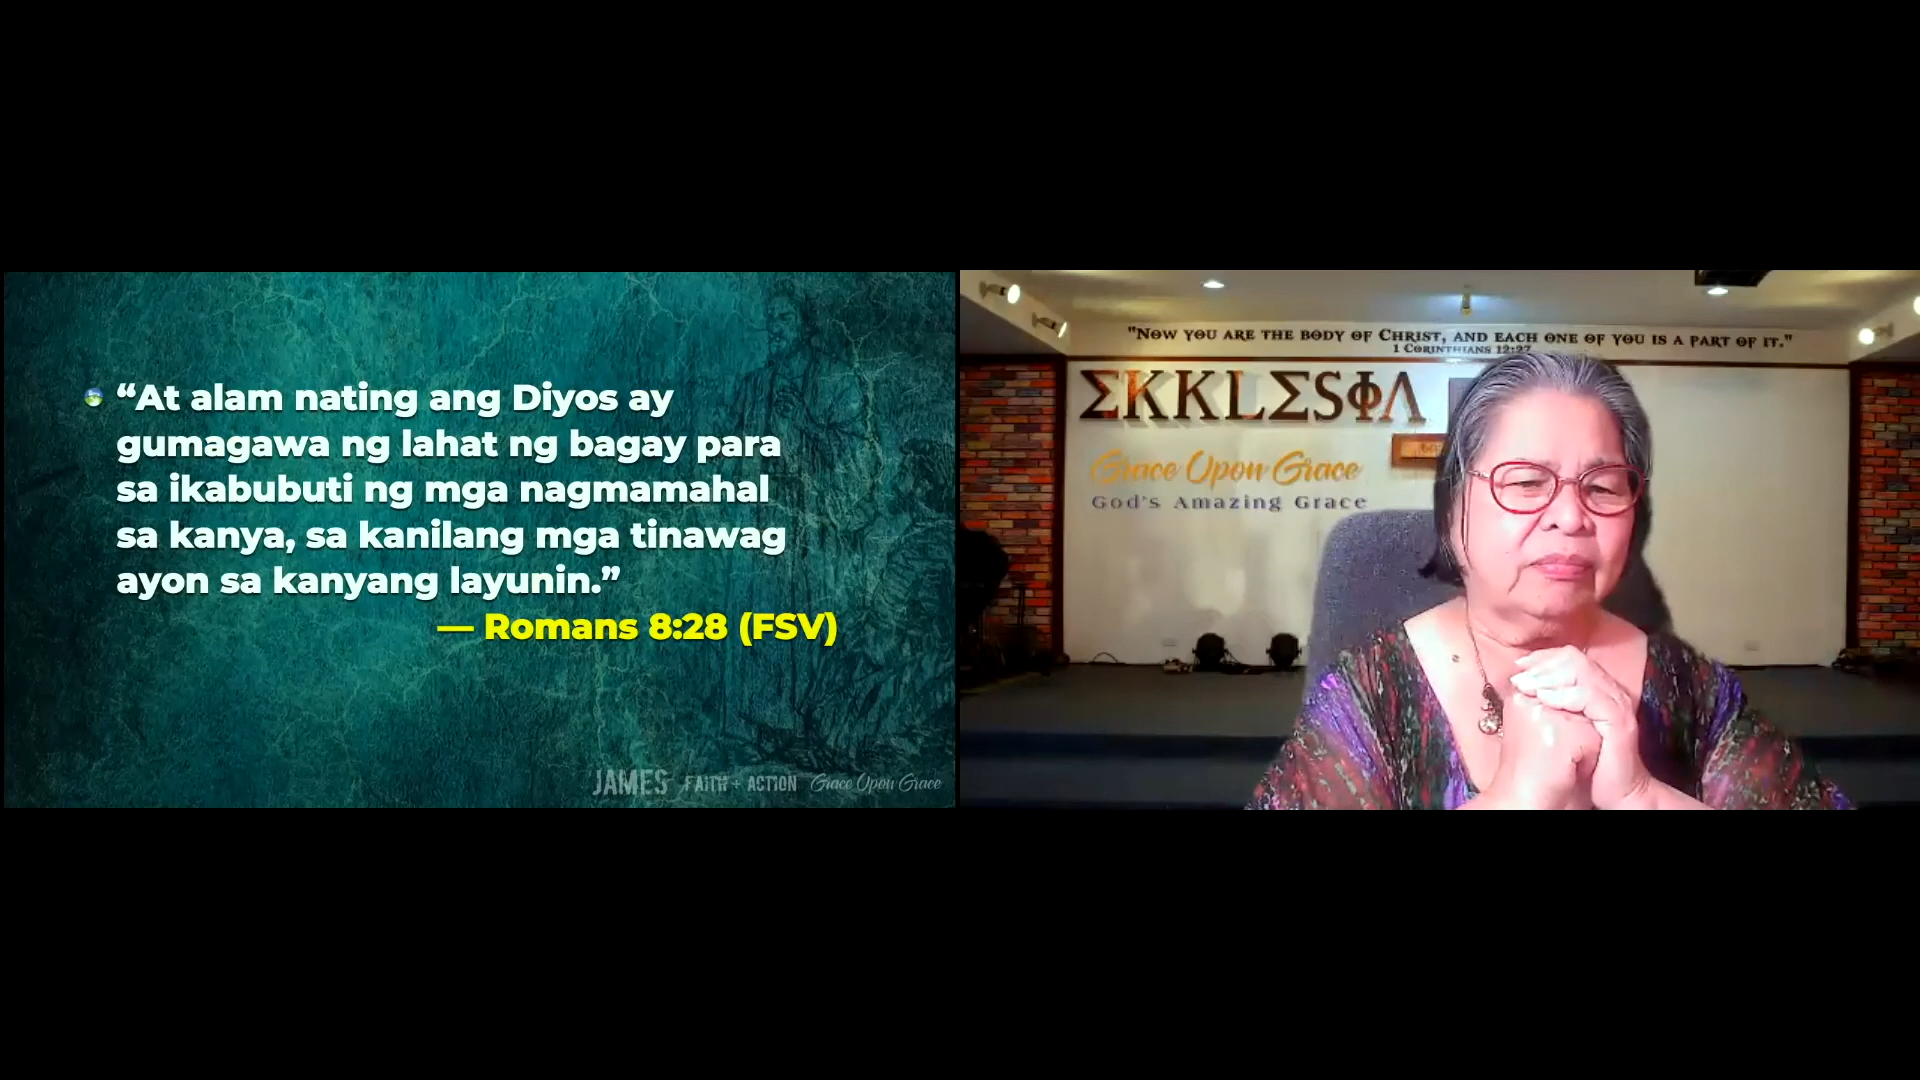 “At alam nating ang Diyos ay
gumagawa ng lahat ng bagay para
sa ikabubuti ng mga nagmamahal
sa kanya, sa kanilang mga tinawag
ayon sa kanyang layunin.”
— Romans 8:28 (FSV)
JAMES FAITH + ACTION Grace Upon Grace
"Now you are the body of Christ, and each one of you is a part of it."
1 Corinthians 12:27
ΣKKLΣSIΦΛ
Grace Upon Grace
God's Amazing Grace